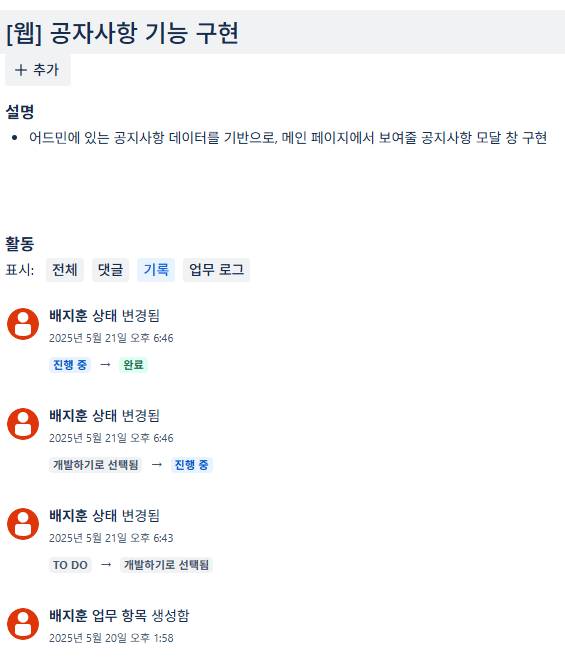 [웹] 공자사항 기능 구현
+ 추가
설명
• 어드민에 있는 공지사항 데이터를 기반으로, 메인 페이지에서 보여줄 공지사항 모달 창 구현
활동
표시: 전체 댓글 기록 업무 로그
배지훈 상태 변경됨
2025년 5월 21일 오후 6:46
진행 중 → 완료
배지훈 상태 변경됨
2025년 5월 21일 오후 6:46
개발하기로 선택됨 → 진행 중
배지훈 상태 변경됨
2025년 5월 21일 오후 6:43
TO DO → 개발하기로 선택됨
배지훈 업무 항목 생성함
2025년 5월 20일 오후 1:58